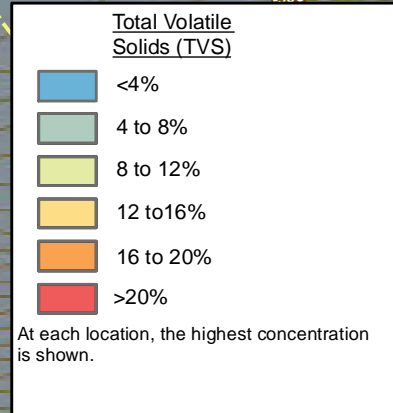 Total Volatile
Solids (TVS)
<4%
4 to 8%
8 to 12%
12 to16%
16 to 20%
>20%
At each location, the highest concentration
is shown.